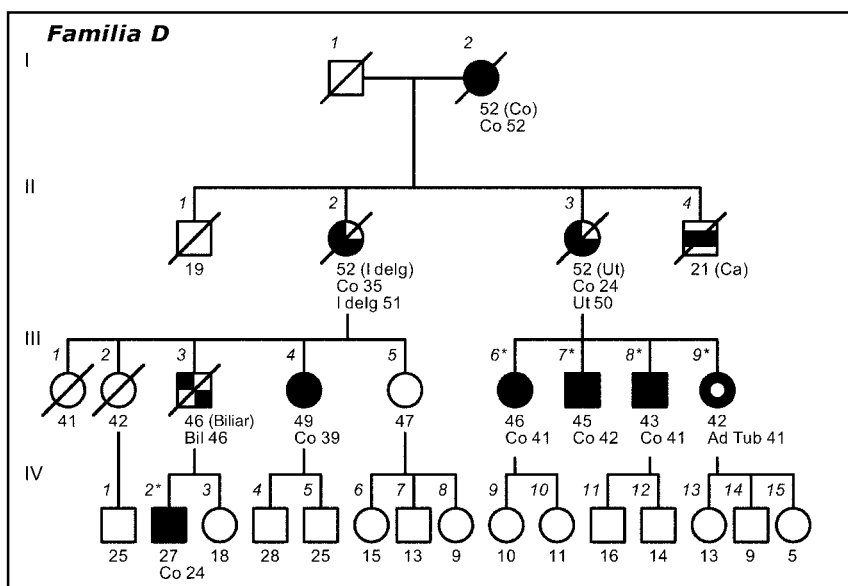 Familia D
I
1 2
52 (Co)
Co 52
II
1 2 3 4
19 52 (I delg) 52 (Ut) 21 (Ca)
Co 35 Co 24
I delg 51 Ut 50
III
1 2 3 4 5 6* 7* 8* 9*
41 42 46 (Biliar) 49 47 46 45 43 42
Bil 46 Co 39 Co 41 Co 42 Co 41 Ad Tub 41
IV
1 2* 3 4 5 6 7 8 9 10 11 12 13 14 15
25 27 18 28 25 15 13 9 10 11 16 14 13 9 5
Co 24